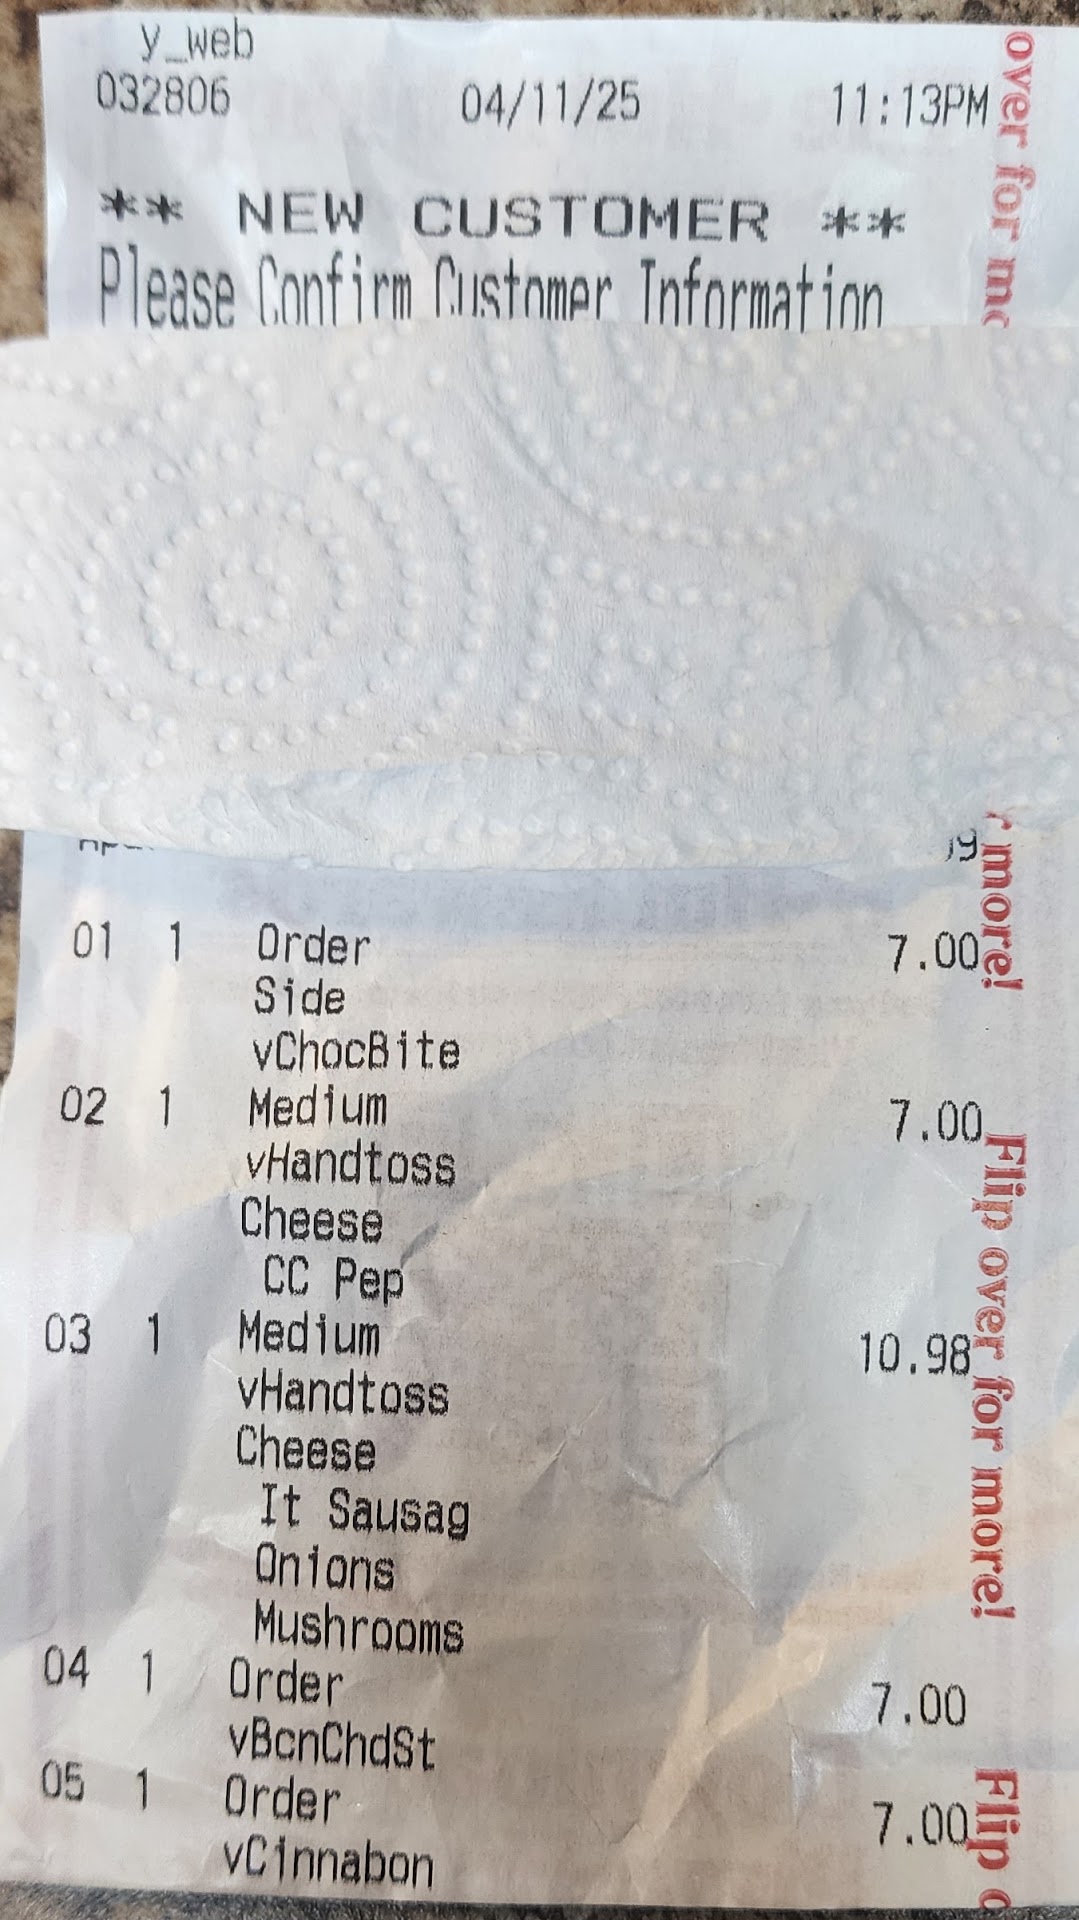 y_web
032806 04/11/25 11:13PM
** NEW CUSTOMER **
Please Confirm Customer Information
01 1 Order 7.00
Side
vChocBite
02 1 Medium 7.00
vHandtoss
Cheese
CC Pep
03 1 Medium 10.98
vHandtoss
Cheese
It Sausag
Onions
Mushrooms
04 1 Order 7.00
vBcnChdSt
05 1 Order 7.00
vCinnabon
over for
more!
Flip over for more!
Flip